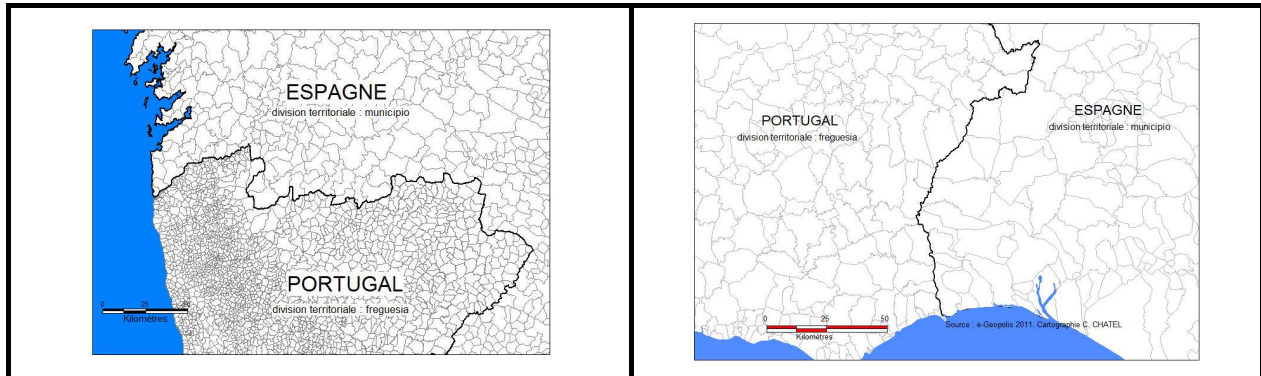 ESPAGNE
division territoriale : municipio
PORTUGAL
division territoriale : freguesia
0 25 50
Kilomètres
PORTUGAL
division territoriale : freguesia
ESPAGNE
division territoriale : municipio
0 50
Kilomètres
Source : e-Geopolis 2011. Cartographie C. CHATEL